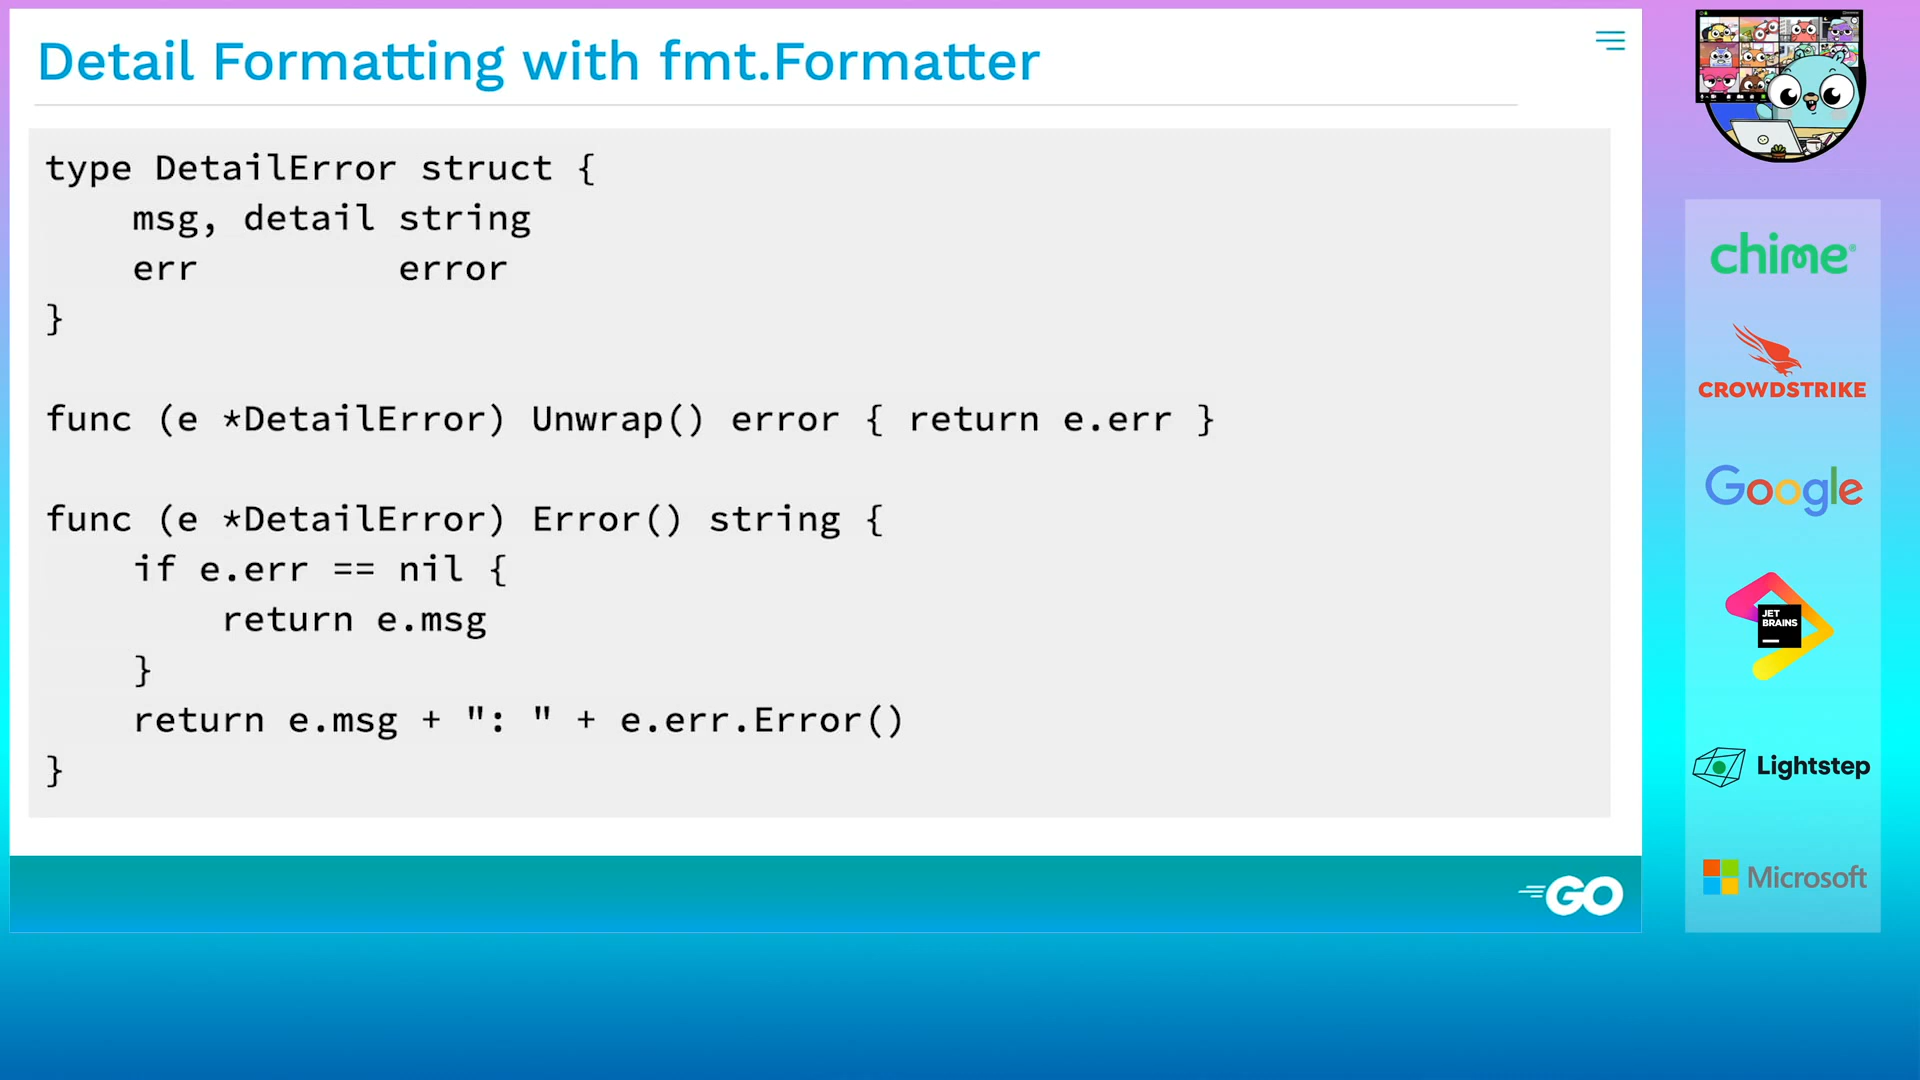 Detail Formatting with fmt.Formatter
type DetailError struct {
    msg, detail string
    err         error
}

func (e *DetailError) Unwrap() error { return e.err }

func (e *DetailError) Error() string {
    if e.err == nil {
        return e.msg
    }
    return e.msg + ": " + e.err.Error()
}
GO
chime
CROWDSTRIKE
Google
JET
BRAINS
Lightstep
Microsoft